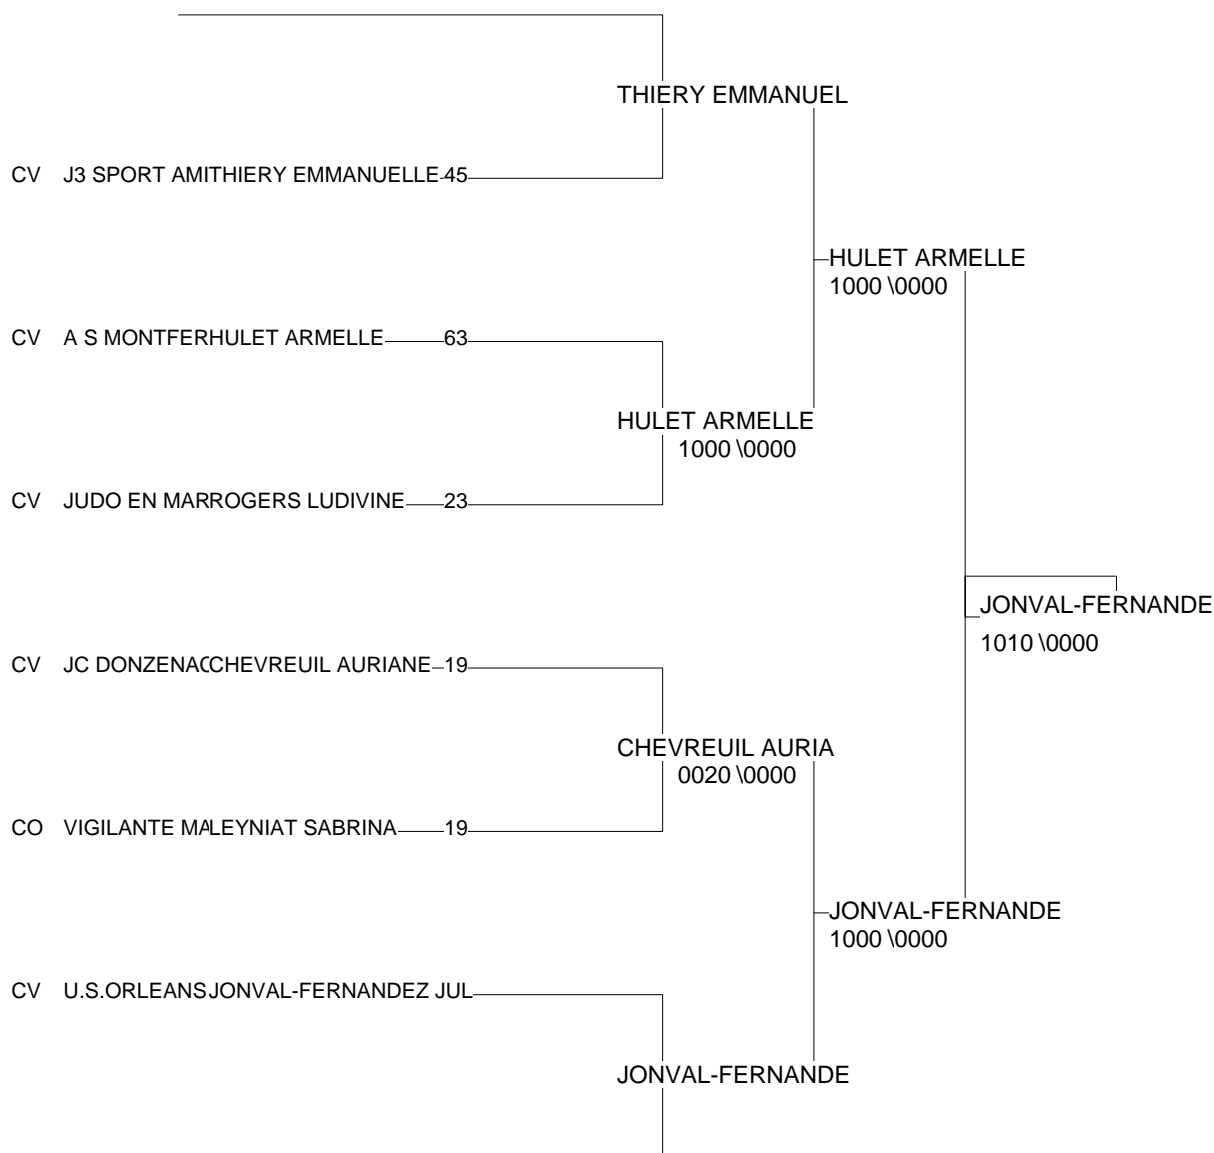 THIERY EMMANUEL
CV J3 SPORT AMITHIERY EMMANUELLE 45
HULET ARMELLE
1000 \0000
CV A S MONTFERHULET ARMELLE 63
HULET ARMELLE
1000 \0000
CV JUDO EN MARROGERS LUDIVINE 23
JONVAL-FERNANDE
1010 \0000
CV JC DONZENACCHEVREUIL AURIANE 19
CHEVREUIL AURIA
0020 \0000
CO VIGILANTE MALEYNIAT SABRINA 19
JONVAL-FERNANDE
1000 \0000
CV U.S.ORLEANSJONVAL-FERNANDEZ JUL
JONVAL-FERNANDE